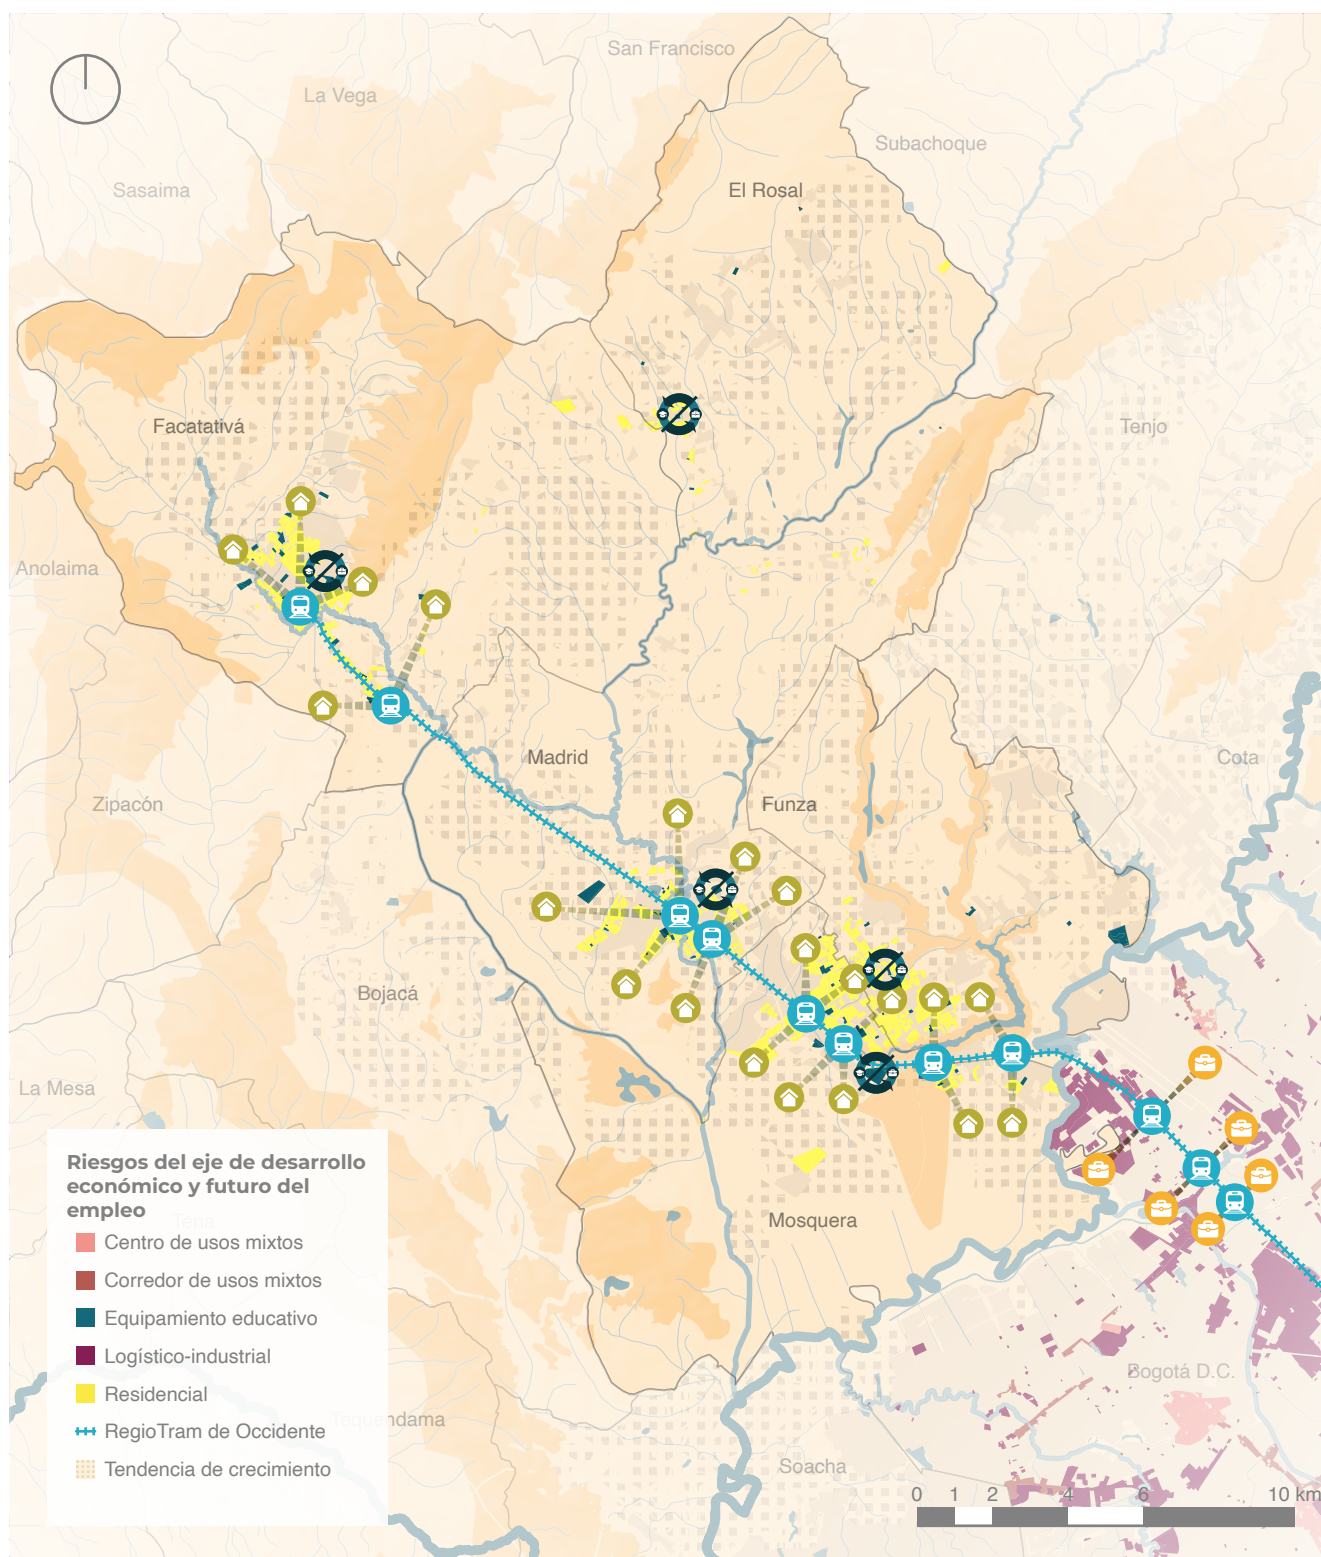 San Francisco
La Vega
Subachoque
Sasaima
El Rosal
Facatativá
Tenjo
Anolaima
Madrid
Cota
Zipacón
Funza
Bojacá
La Mesa
Riesgos del eje de desarrollo
económico y futuro del
empleo
Tena
Mosquera
Centro de usos mixtos
Corredor de usos mixtos
Equipamiento educativo
Logístico-industrial
Bogotá D.C.
Residencial
Tequendama
RegioTram de Occidente
Tendencia de crecimiento
Soacha
0 1 2 4 6 10 km